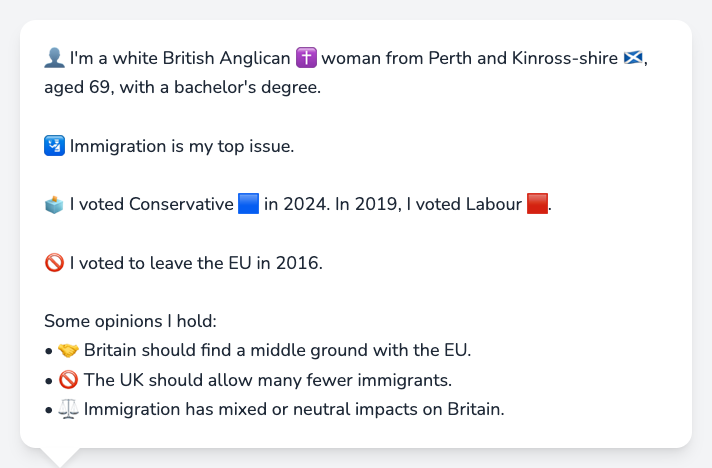 👤 I'm a white British Anglican ✝️ woman from Perth and Kinross-shire 🏴󠁧󠁢󠁳󠁣󠁴󠁿,
aged 69, with a bachelor's degree.
🛂 Immigration is my top issue.
🗳️ I voted Conservative 🟦 in 2024. In 2019, I voted Labour 🟥.
🚫 I voted to leave the EU in 2016.
Some opinions I hold:
• 🤝 Britain should find a middle ground with the EU.
• 🚫 The UK should allow many fewer immigrants.
• ⚖️ Immigration has mixed or neutral impacts on Britain.